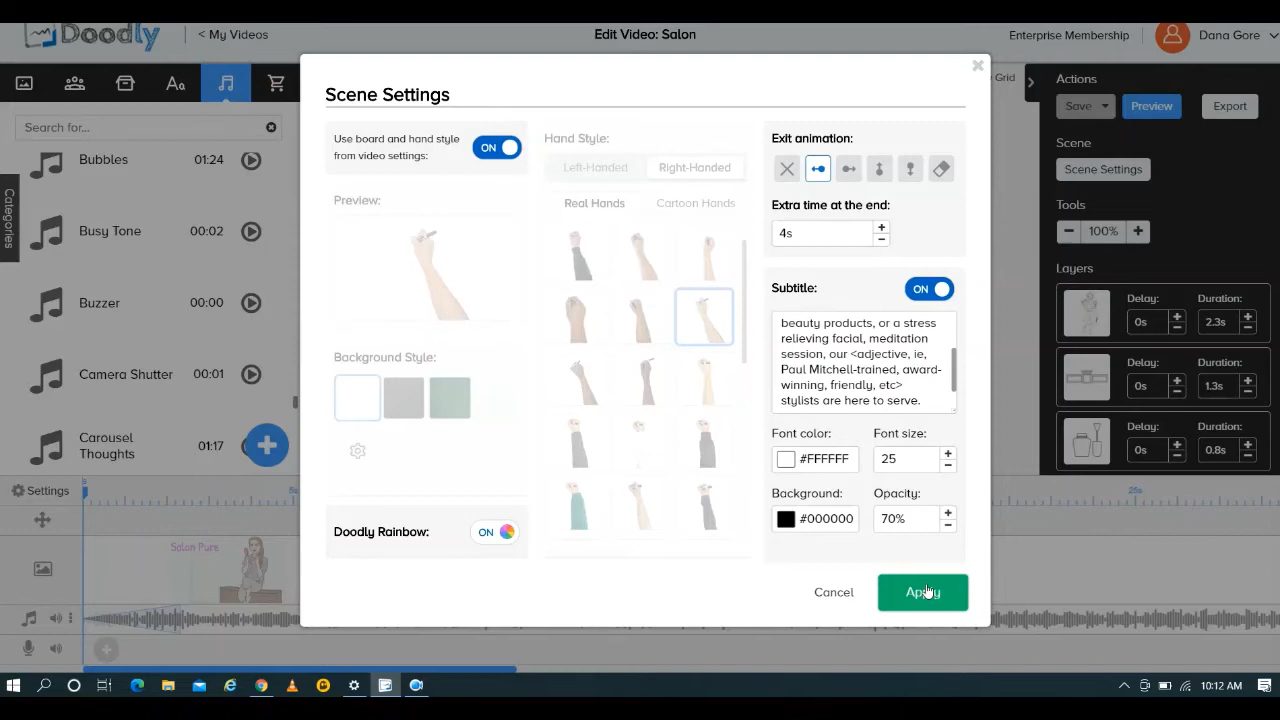 Doodly
< My Videos
Edit Video: Salon
Enterprise Membership
Dana Gore
Search for...
Categories
Bubbles 01:24
Busy Tone 00:02
Buzzer 00:00
Camera Shutter 00:01
Carousel
Thoughts 01:17
Scene Settings
Use board and hand style
from video settings:
ON
Preview:
Background Style:
Doodly Rainbow:
ON
Hand Style:
Left-Handed
Right-Handed
Real Hands
Cartoon Hands
Exit animation:
Extra time at the end:
4s
Subtitle:
ON
beauty products, or a stress
relieving facial, meditation
session, our <adjective, ie,
Paul Mitchell-trained, award-
winning, friendly, etc>
stylists are here to serve.
Font color:
#FFFFFF
Font size:
25
Background:
#000000
Opacity:
70%
Cancel
Apply
Grid
Actions
Save
Preview
Export
Scene
Scene Settings
Tools
100%
Layers
Delay: Duration:
0s 2.3s
Delay: Duration:
0s 1.3s
Delay: Duration:
0s 0.8s
Settings
25s
Salon Pure
10:12 AM